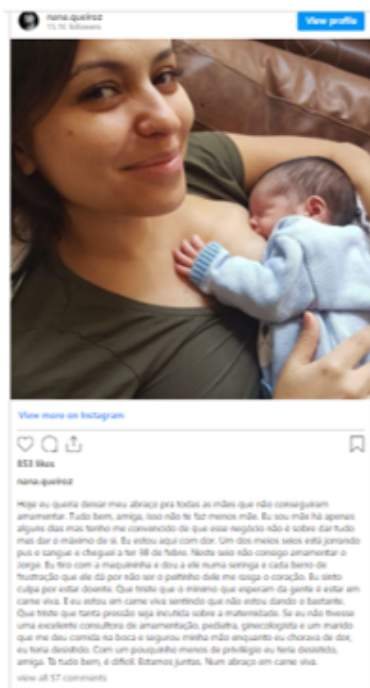 nana.queiroz
15.1K followers
View profile
View more on Instagram
853 likes
nana.queiroz
Hoje eu queria deixar meu abraço pra todas as mães que não conseguiram
amamentar. Tudo bem, amiga, isso não te faz menos mãe. Eu sou mãe há apenas
alguns dias mas tenho me convencido de que esse negócio não é sobre dar tudo
mas dar o máximo de si. Eu estou aqui com dor. Um dos meios seios está jorrando
pus e sangue e cheguei a ter 38 de febre. Neste seio não consigo amamentar o
Jorge. Eu tiro com a maquininha e dou a ele numa seringa e cada berro de
frustração que ele dá por não ser o peitinho dele me rasga o coração. Eu sinto
culpa por estar doente. Que triste que o mínimo que esperam da gente é estar em
carne viva. E eu estou em carne viva sentindo que não estou dando o bastante.
Que triste que tanta pressão seja incutida sobre a maternidade. Se eu não tivesse
uma excelente consultora de amamentação, pediatra, ginecologista e um marido
que me deu comida na boca e segurou minha mão enquanto eu chorava de dor,
eu teria desistido. Com um pouquinho menos de privilégio eu teria desistido,
amiga. Tá tudo bem, é difícil. Estamos juntas. Num abraço em carne viva.
view all 57 comments